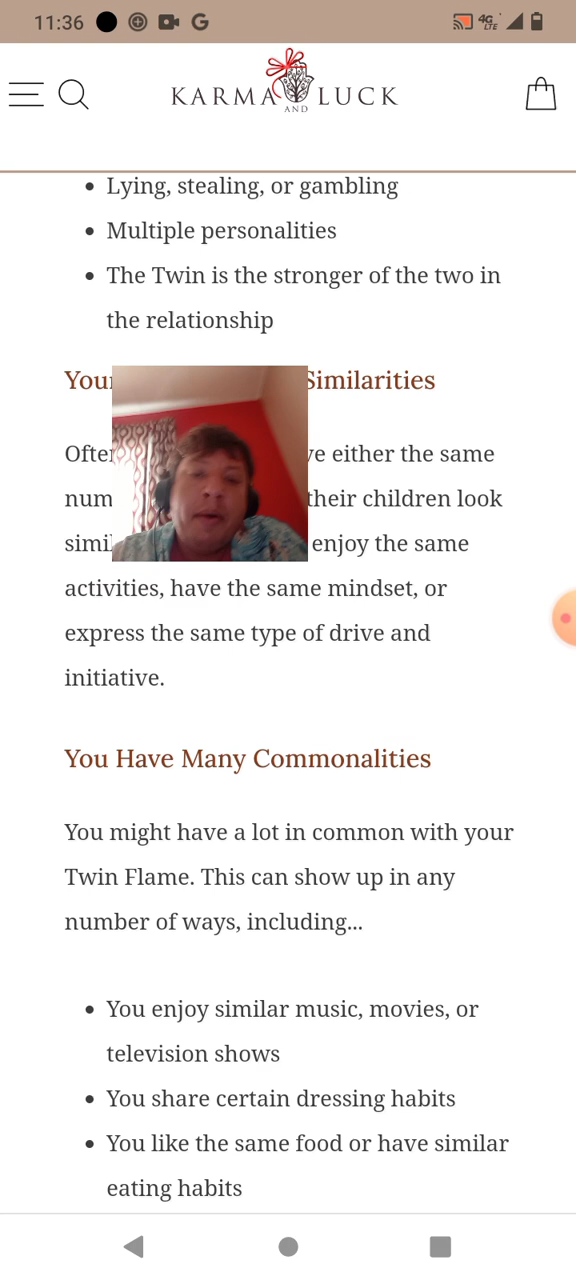 11:36
4G
LTE
KARMA AND LUCK
Lying, stealing, or gambling
Multiple personalities
The Twin is the stronger of the two in
the relationship
Similarities
either the same
their children look
enjoy the same
activities, have the same mindset, or
express the same type of drive and
initiative.
You Have Many Commonalities
You might have a lot in common with your
Twin Flame. This can show up in any
number of ways, including...
You enjoy similar music, movies, or
television shows
You share certain dressing habits
You like the same food or have similar
eating habits